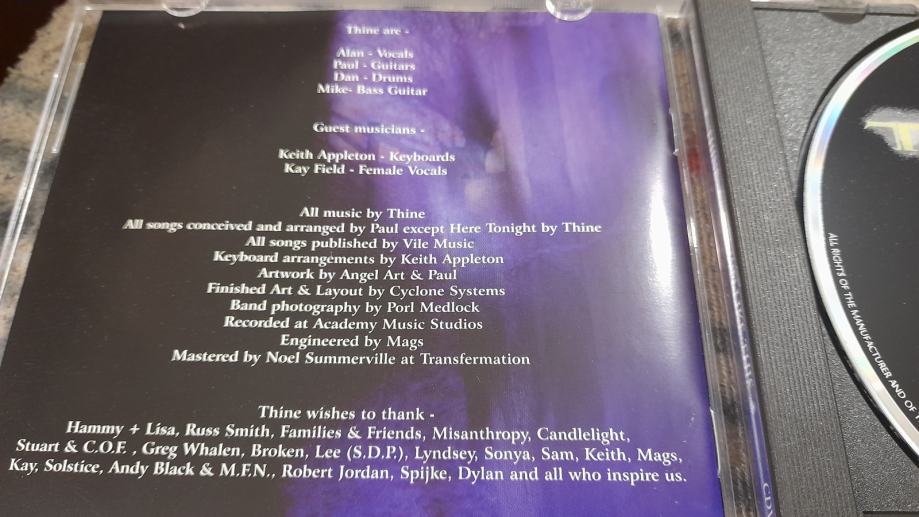 Thine are -
Alan - Vocals
Paul - Guitars
Dan - Drums
Mike- Bass Guitar
Guest musicians -
Keith Appleton - Keyboards
Kay Field - Female Vocals
All music by Thine
All songs conceived and arranged by Paul except Here Tonight by Thine
All songs published by Vile Music
Keyboard arrangements by Keith Appleton
Artwork by Angel Art & Paul
Finished Art & Layout by Cyclone Systems
Band photography by Porl Medlock
Recorded at Academy Music Studios
Engineered by Mags
Mastered by Noel Summerville at Transfermation
Thine wishes to thank -
Hammy + Lisa, Russ Smith, Families & Friends, Misanthropy, Candlelight,
Stuart & C.O.F. , Greg Whalen, Broken, Lee (S.D.P.), Lyndsey, Sonya, Sam, Keith, Mags,
Kay, Solstice, Andy Black & M.F.N., Robert Jordan, Spijke, Dylan and all who inspire us.
ALL RIGHTS OF THE MANUFACTURER AND OF